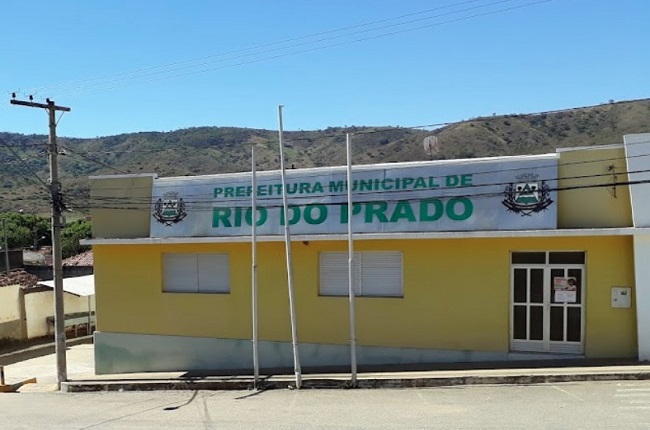 PREFEITURA MUNICIPAL DE
RIO DO PRADO